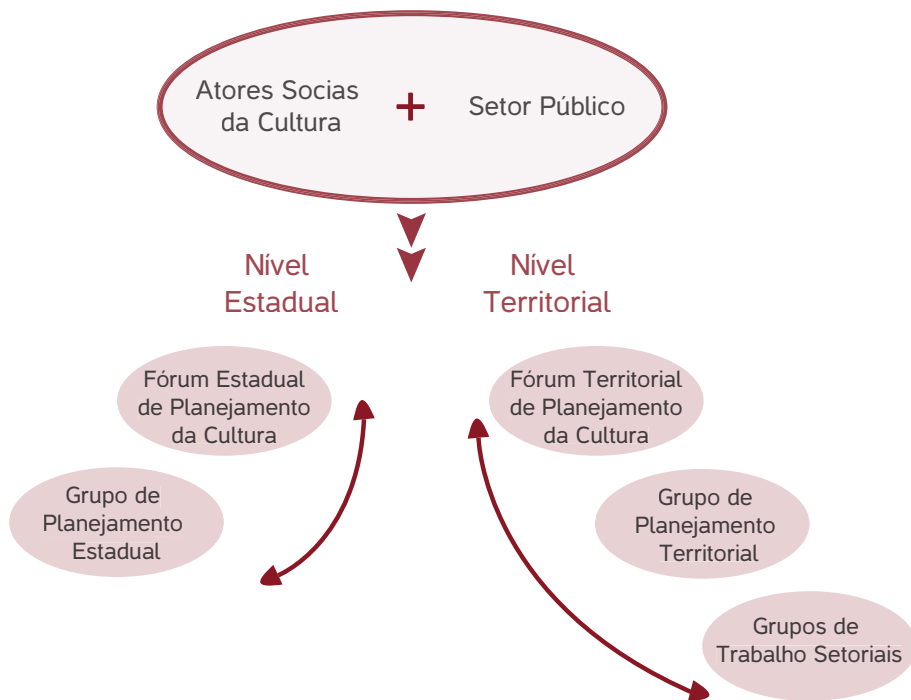 Atores Socias
da Cultura
+
Setor Público
Nível
Estadual
Nível
Territorial
Fórum Estadual
de Planejamento
da Cultura
Fórum Territorial
de Planejamento
da Cultura
Grupo de
Planejamento
Estadual
Grupo de
Planejamento
Territorial
Grupos de
Trabalho Setoriais